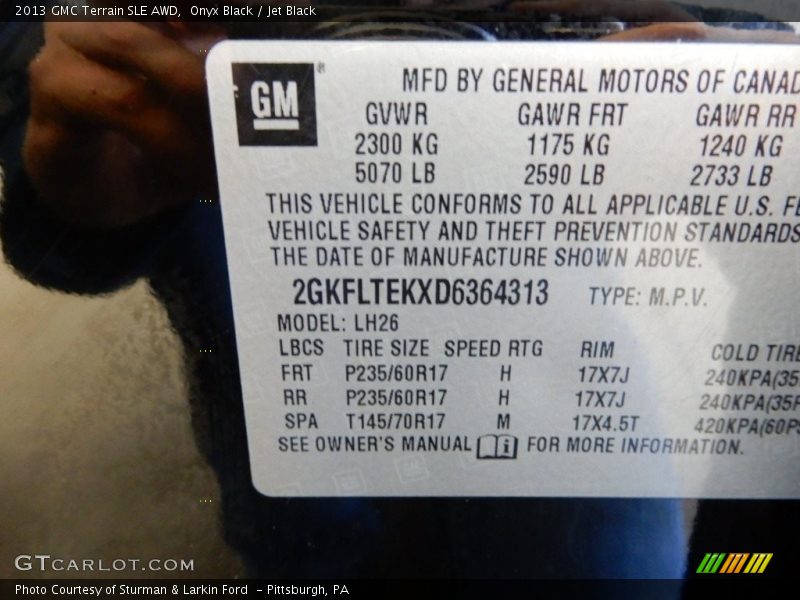 2013 GMC Terrain SLE AWD, Onyx Black / Jet Black
GM®
MFD BY GENERAL MOTORS OF CANAD
GVWR GAWR FRT GAWR RR
2300 KG 1175 KG 1240 KG
5070 LB 2590 LB 2733 LB
THIS VEHICLE CONFORMS TO ALL APPLICABLE U.S. FE
VEHICLE SAFETY AND THEFT PREVENTION STANDARDS
THE DATE OF MANUFACTURE SHOWN ABOVE.
2GKFLTEKXD6364313 TYPE: M.P.V.
MODEL: LH26
LBCS TIRE SIZE SPEED RTG RIM COLD TIRE
FRT P235/60R17 H 17X7J 240KPA(35
RR P235/60R17 H 17X7J 240KPA(35P
SPA T145/70R17 M 17X4.5T 420KPA(60PS
SEE OWNER'S MANUAL i FOR MORE INFORMATION.
GTCARLOT.COM
Photo Courtesy of Sturman & Larkin Ford - Pittsburgh, PA